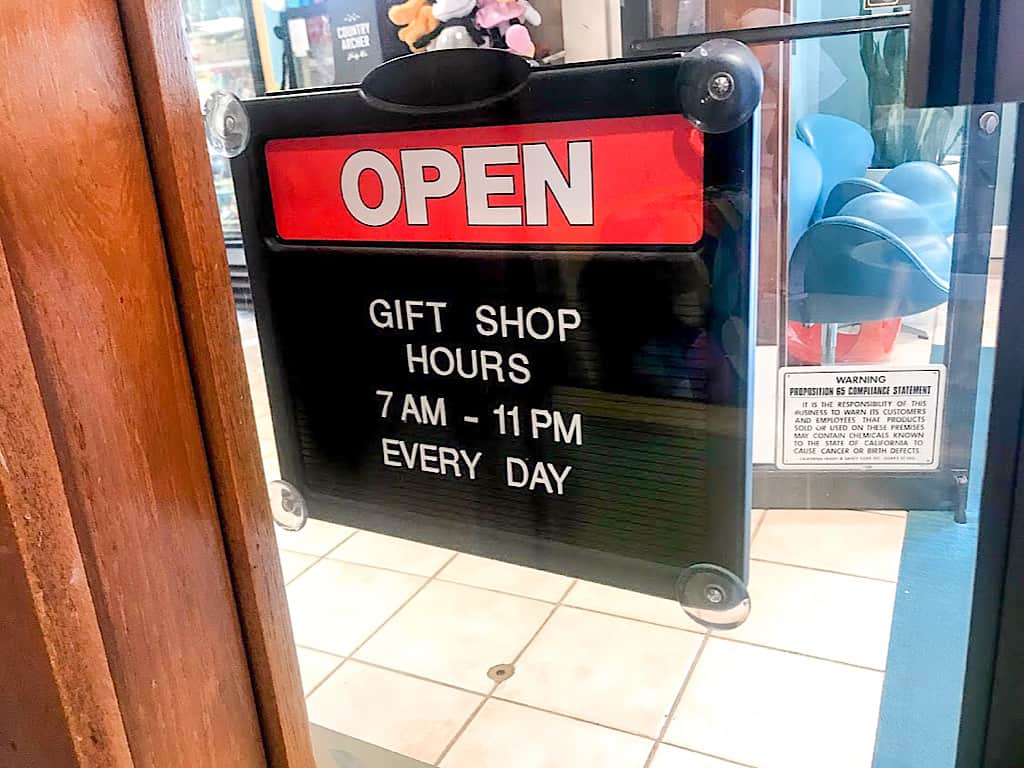 COUNTRY
ARCHER
OPEN
GIFT SHOP
HOURS
7 AM - 11 PM
EVERY DAY
WARNING
PROPOSITION 65 COMPLIANCE STATEMENT
IT IS THE RESPONSIBILITY OF THIS
BUSINESS TO WARN ITS CUSTOMERS
AND EMPLOYEES THAT PRODUCTS
SOLD OR USED ON THESE PREMISES
MAY CONTAIN CHEMICALS KNOWN
TO THE STATE OF CALIFORNIA TO
CAUSE CANCER OR BIRTH DEFECTS.